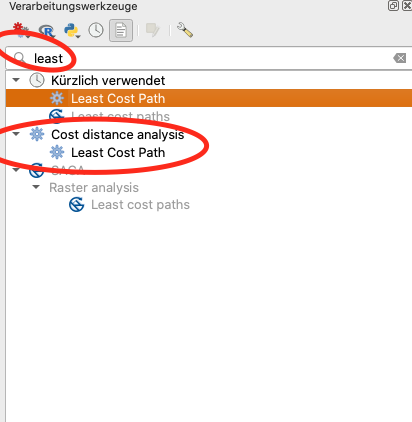 Verarbeitungswerkzeuge
least
Kürzlich verwendet
Least Cost Path
Least cost paths
Cost distance analysis
Least Cost Path
SAGA
Raster analysis
Least cost paths